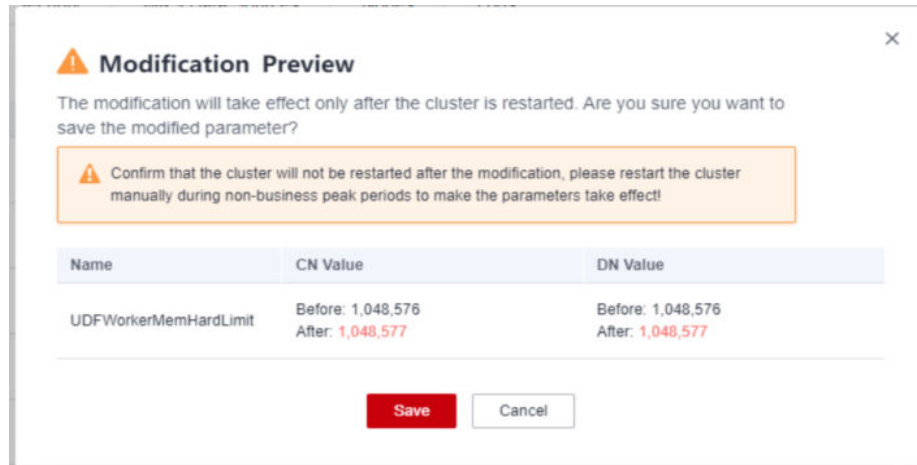 Modification Preview
The modification will take effect only after the cluster is restarted. Are you sure you want to
save the modified parameter?
Confirm that the cluster will not be restarted after the modification, please restart the cluster
manually during non-business peak periods to make the parameters take effect!
Name CN Value DN Value
UDFWorkerMemHardLimit
Before: 1,048,576 Before: 1,048,576
After: 1,048,577 After: 1,048,577
Save Cancel